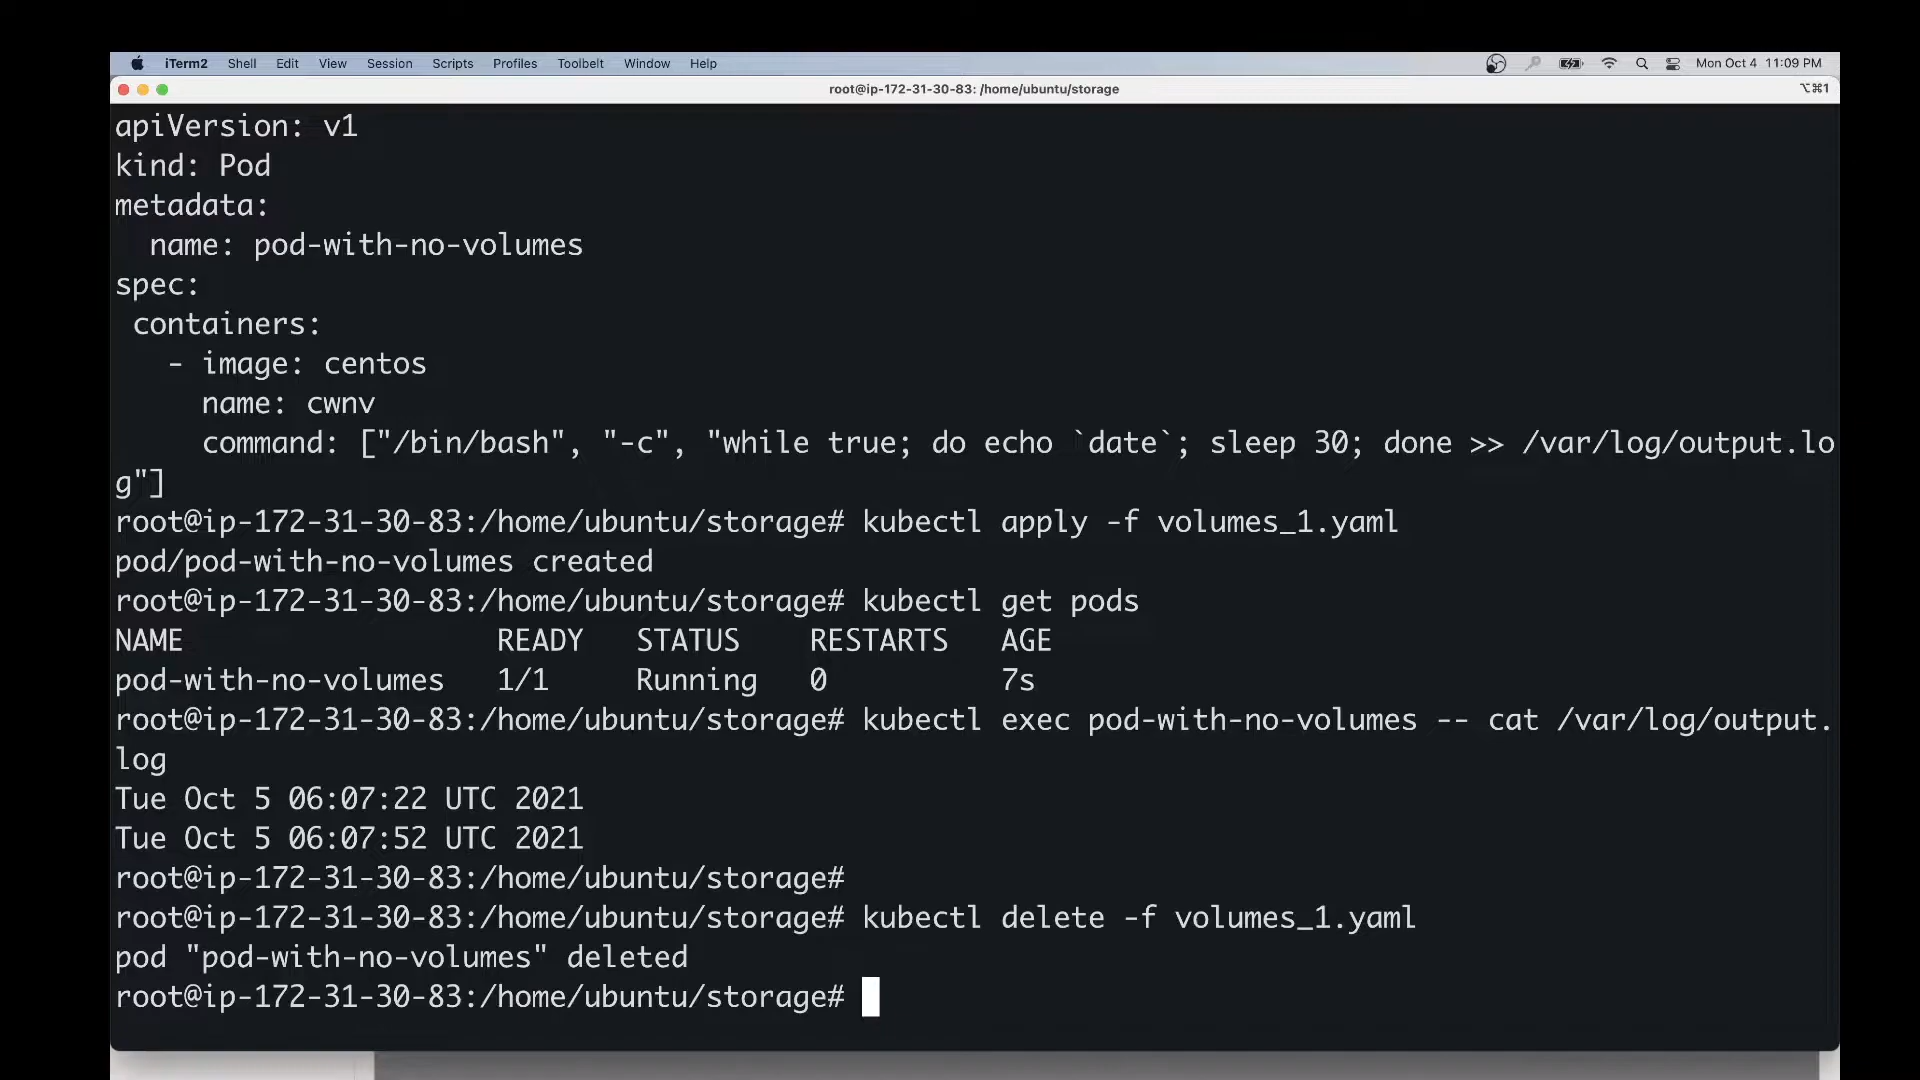 iTerm2 Shell Edit View Session Scripts Profiles Toolbelt Window Help Mon Oct 4 11:09 PM
root@ip-172-31-30-83: /home/ubuntu/storage ⌥⌘1
apiVersion: v1
kind: Pod
metadata:
  name: pod-with-no-volumes
spec:
 containers:
   - image: centos
     name: cwnv
     command: ["/bin/bash", "-c", "while true; do echo `date`; sleep 30; done >> /var/log/output.lo
g"]
root@ip-172-31-30-83:/home/ubuntu/storage# kubectl apply -f volumes_1.yaml
pod/pod-with-no-volumes created
root@ip-172-31-30-83:/home/ubuntu/storage# kubectl get pods
NAME                  READY   STATUS    RESTARTS   AGE
pod-with-no-volumes   1/1     Running   0          7s
root@ip-172-31-30-83:/home/ubuntu/storage# kubectl exec pod-with-no-volumes -- cat /var/log/output.
log
Tue Oct 5 06:07:22 UTC 2021
Tue Oct 5 06:07:52 UTC 2021
root@ip-172-31-30-83:/home/ubuntu/storage#
root@ip-172-31-30-83:/home/ubuntu/storage# kubectl delete -f volumes_1.yaml
pod "pod-with-no-volumes" deleted
root@ip-172-31-30-83:/home/ubuntu/storage#